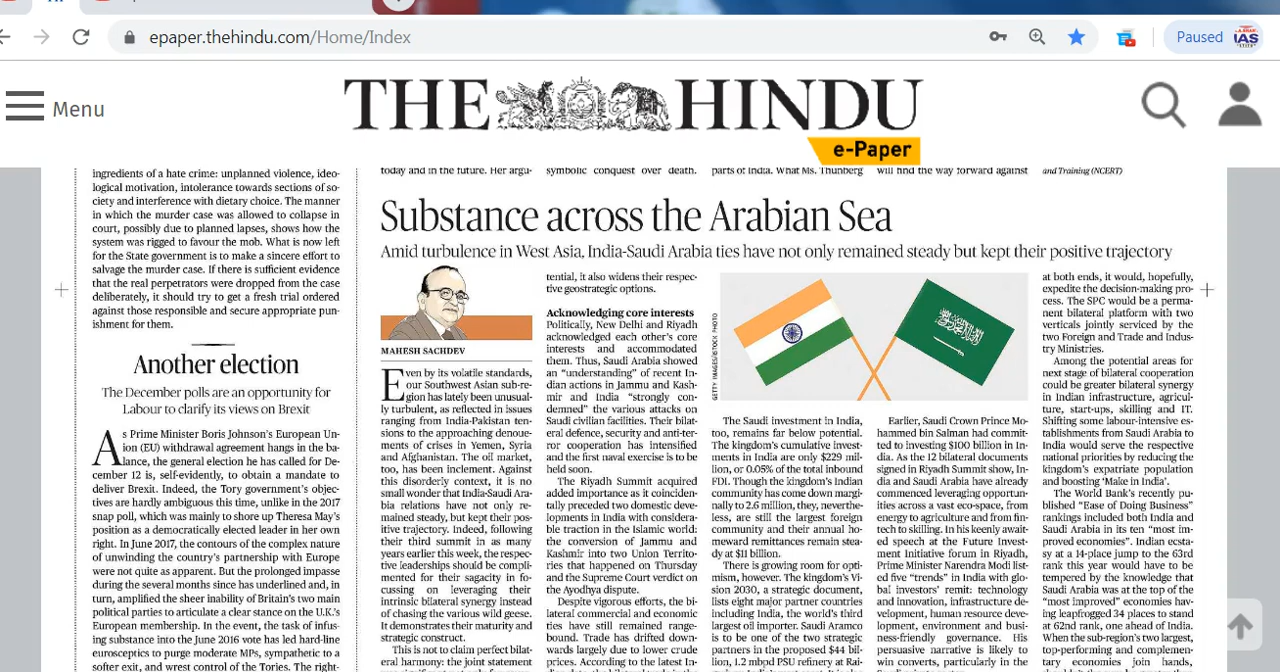 epaper.thehindu.com/Home/Index
Paused
IAS
Menu
THE HINDU
e-Paper
ingredients of a hate crime: unplanned violence, ideo-
logical motivation, intolerance towards sections of so-
ciety and interference with dietary choice. The manner
in which the murder case was allowed to collapse in
court, possibly due to planned lapses, shows how the
system was rigged to favour the mob. What is now left
for the State government is to make a sincere effort to
salvage the murder case. If there is sufficient evidence
that the real perpetrators were dropped from the case
deliberately, it should try to get a fresh trial ordered
against those responsible and secure appropriate pun-
ishment for them.
Another election
The December polls are an opportunity for
Labour to clarify its views on Brexit
As Prime Minister Boris Johnson's European Un-
ion (EU) withdrawal agreement hangs in the ba-
lance, the general election he has called for De-
cember 12 is, self-evidently, to obtain a mandate to
deliver Brexit. Indeed, the Tory government's objec-
tives are hardly ambiguous this time, unlike in the 2017
snap poll, which was mainly to shore up Theresa May's
position as a democratically elected leader in her own
right. In June 2017, the contours of the complex nature
of unwinding the country's partnership with Europe
were not quite as apparent. But the prolonged impasse
during the several months since has underlined and, in
turn, amplified the sheer inability of Britain's two main
political parties to articulate a clear stance on the U.K.'s
European membership. In the event, the task of infu-
sing substance into the June 2016 vote has led hard-line
eurosceptics to purge moderate MPs, sympathetic to a
softer exit, and wrest control of the Tories. The right-
today and in the future. Her argu-
symbolic conquest over death.
parts of India. What Ms. Thunberg
will find the way forward against
and Training (NCERT)
Substance across the Arabian Sea
Amid turbulence in West Asia, India-Saudi Arabia ties have not only remained steady but kept their positive trajectory
MAHESH SACHDEV
Even by its volatile standards,
our Southwest Asian sub-re-
gion has lately been unusual-
ly turbulent, as reflected in issues
ranging from India-Pakistan ten-
sions to the approaching denoue-
ments of crises in Yemen, Syria
and Afghanistan. The oil market,
too, has been inclement. Against
this disorderly context, it is no
small wonder that India-Saudi Ara-
bia relations have not only re-
mained steady, but kept their pos-
itive trajectory. Indeed, following
their third summit in as many
years earlier this week, the respec-
tive leaderships should be compli-
mented for their sagacity in fo-
cussing on leveraging their
intrinsic bilateral synergy instead
of chasing the various wild geese.
It demonstrates their maturity and
strategic construct.
This is not to claim perfect bilat-
tential, it also widens their respec-
tive geostrategic options.
Acknowledging core interests
Politically, New Delhi and Riyadh
acknowledged each other's core
interests and accommodated
them. Thus, Saudi Arabia showed
an "understanding" of recent In-
dian actions in Jammu and Kash-
mir and India "strongly con-
demned" the various attacks on
Saudi civilian facilities. Their bilat-
eral defence, security and anti-ter-
ror cooperation has intensified
and the first naval exercise is to be
held soon.
The Riyadh Summit acquired
added importance as it coinciden-
tally preceded two domestic deve-
lopments in India with considera-
ble traction in the Islamic world:
the conversion of Jammu and
Kashmir into two Union Territo-
ries that happened on Thursday
and the Supreme Court verdict on
the Ayodhya dispute.
Despite vigorous efforts, the bi-
lateral commercial and economic
ties have still remained range-
bound. Trade has drifted down-
wards largely due to lower crude
prices. According to the latest In-
GETTY IMAGES/ISTOCK PHOTO
The Saudi investment in India,
too, remains far below potential.
The kingdom's cumulative invest-
ments in India are only $229 mil-
lion, or 0.05% of the total inbound
FDI. Though the kingdom's Indian
community has come down margi-
nally to 2.6 million, they, neverthe-
less, are still the largest foreign
community and their annual ho-
meward remittances remain stea-
dy at $11 billion.
There is growing room for opti-
mism, however. The kingdom's Vi-
sion 2030, a strategic document,
lists eight major partner countries
including India, the world's third
largest oil importer. Saudi Aramco
is to be one of the two strategic
partners in the proposed $44 bil-
lion, 1.2 mbpd PSU refinery at Rai-
Earlier, Saudi Crown Prince Mo-
hammed bin Salman had commit-
ted to investing $100 billion in In-
dia. As the 12 bilateral documents
signed in Riyadh Summit show, In-
dia and Saudi Arabia have already
commenced leveraging opportun-
ities across a vast eco-space, from
energy to agriculture and from fin-
tech to skilling. In his keenly await-
ed speech at the Future Invest-
ment Initiative forum in Riyadh,
Prime Minister Narendra Modi list-
ed five "trends" in India with glo-
bal investors' remit: technology
and innovation, infrastructure de-
velopment, human resource deve-
lopment, environment and busi-
ness-friendly governance. His
persuasive narrative is likely to
win converts, particularly in the
at both ends, it would, hopefully,
expedite the decision-making pro-
cess. The SPC would be a perma-
nent bilateral platform with two
verticals jointly serviced by the
two Foreign and Trade and Indus-
try Ministries.
Among the potential areas for
next stage of bilateral cooperation
could be greater bilateral synergy
in Indian infrastructure, agricul-
ture, start-ups, skilling and IT.
Shifting some labour-intensive es-
tablishments from Saudi Arabia to
India would serve the respective
national priorities by reducing the
kingdom's expatriate population
and boosting 'Make in India'.
The World Bank's recently pu-
blished "Ease of Doing Business"
rankings included both India and
Saudi Arabia in its ten "most im-
proved economies". Indian ecsta-
sy at a 14-place jump to the 63rd
rank this year would have to be
tempered by the knowledge that
Saudi Arabia was at the top of the
"most improved" economies hav-
ing leapfrogged 34 places to stand
at 62nd rank, one ahead of India.
When the sub-region's two largest,
proximate and complemen-
tary economies join hands,